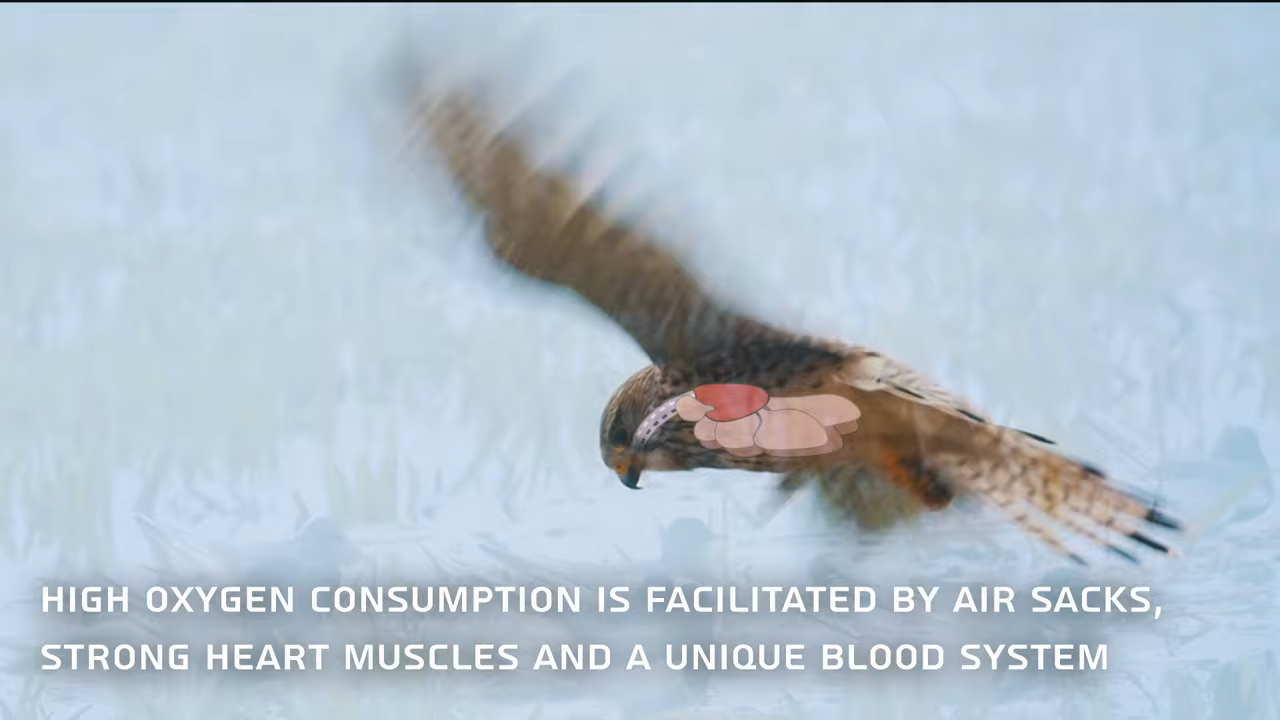 HIGH OXYGEN CONSUMPTION IS FACILITATED BY AIR SACKS,
STRONG HEART MUSCLES AND A UNIQUE BLOOD SYSTEM